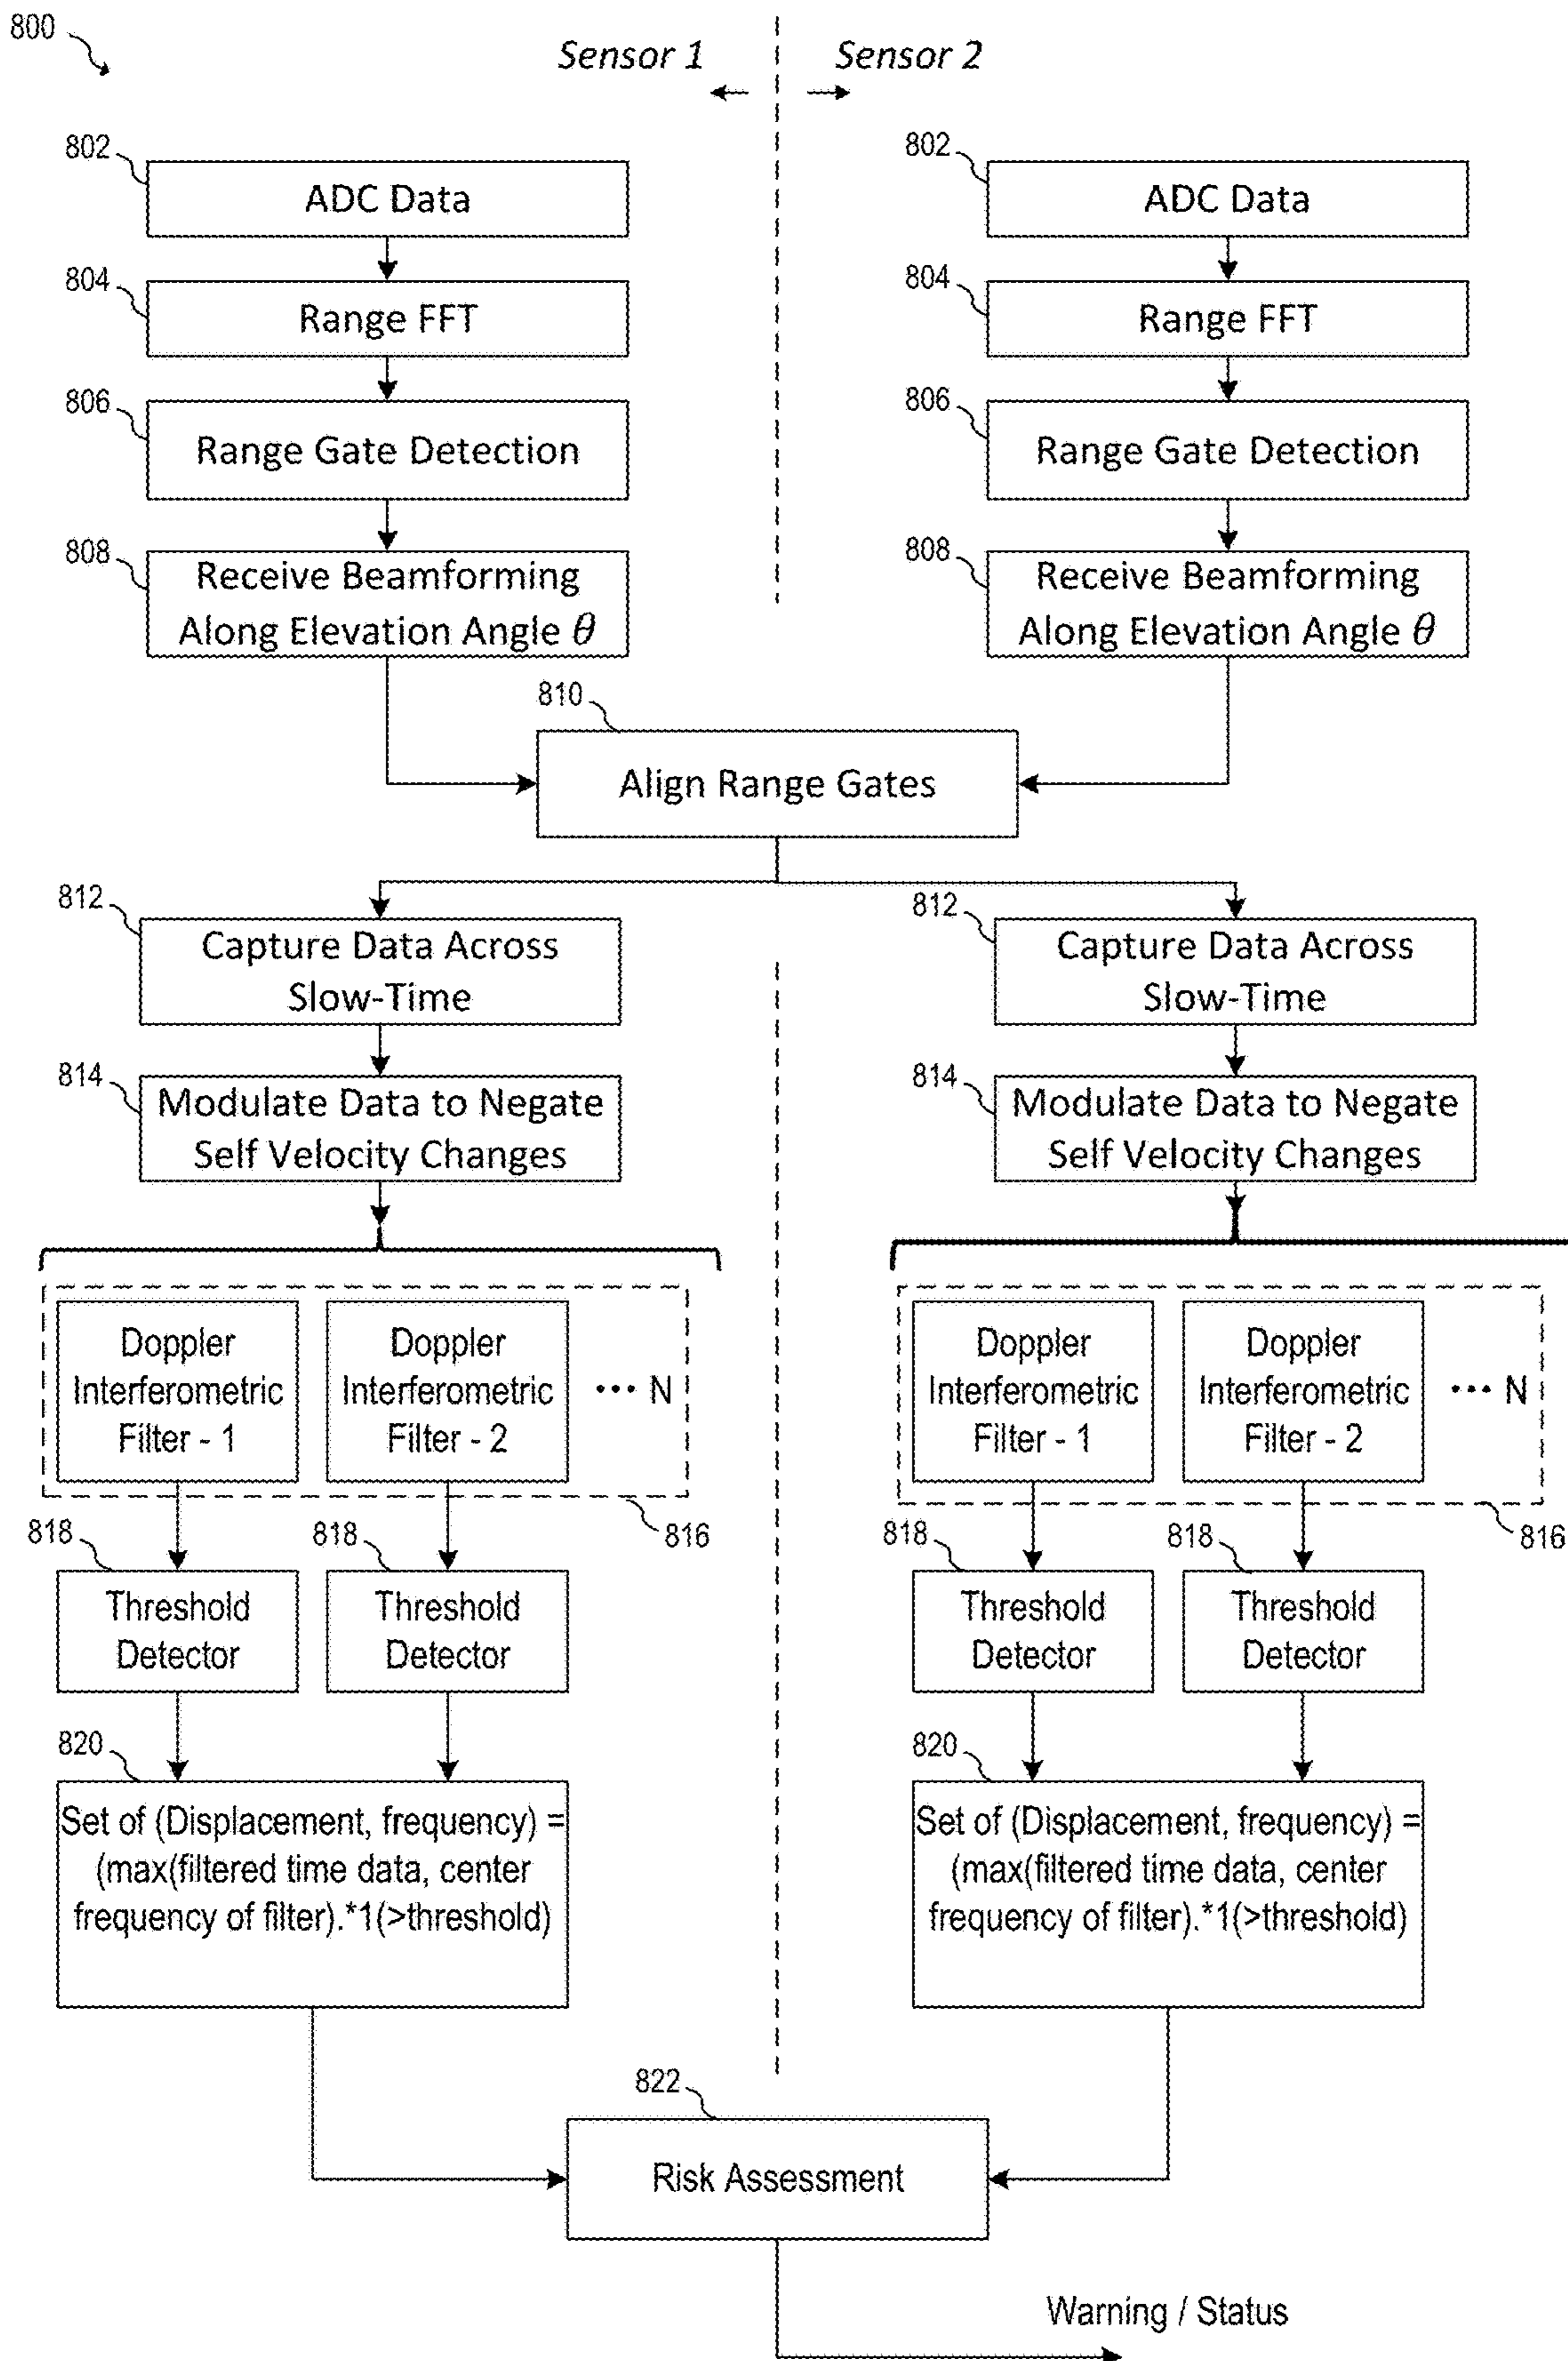 800
Sensor 1
Sensor 2
802
ADC Data
802
ADC Data
804
Range FFT
804
Range FFT
806
Range Gate Detection
806
Range Gate Detection
808
Receive Beamforming
Along Elevation Angle θ
808
Receive Beamforming
Along Elevation Angle θ
810
Align Range Gates
812
Capture Data Across
Slow-Time
812
Capture Data Across
Slow-Time
814
Modulate Data to Negate
Self Velocity Changes
814
Modulate Data to Negate
Self Velocity Changes
Doppler
Interferometric
Filter - 1
Doppler
Interferometric
Filter - 2
••• N
816
Doppler
Interferometric
Filter - 1
Doppler
Interferometric
Filter - 2
••• N
816
818
Threshold
Detector
818
Threshold
Detector
818
Threshold
Detector
818
Threshold
Detector
820
Set of (Displacement, frequency) =
(max(filtered time data, center
frequency of filter).*1(>threshold)
820
Set of (Displacement, frequency) =
(max(filtered time data, center
frequency of filter).*1(>threshold)
822
Risk Assessment
Warning / Status